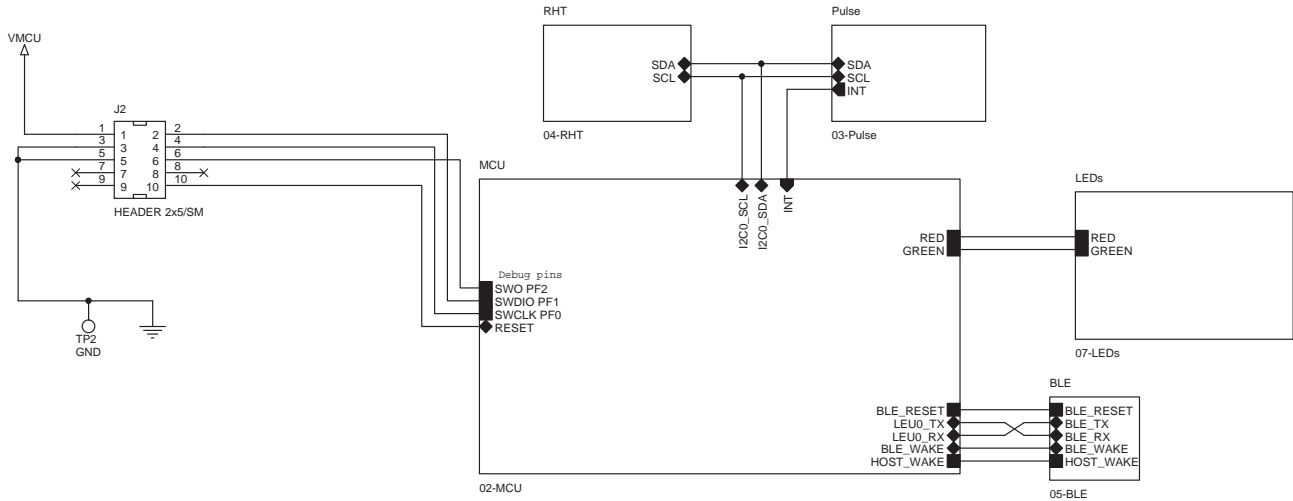 RHT
Pulse
VMCU
SDA
SCL
SDA
SCL
INT
J2
04-RHT
03-Pulse
1 1 2 2
3 3 4 4
5 5 6 6
7 7 8 8
9 9 10 10
HEADER 2x5/SM
MCU
I2C0_SCL
I2C0_SDA
INT
LEDs
RED
GREEN
RED
GREEN
Debug pins
SWO PF2
SWDIO PF1
SWCLK PF0
RESET
TP2
GND
07-LEDs
BLE
BLE_RESET
LEU0_TX
LEU0_RX
BLE_WAKE
HOST_WAKE
BLE_RESET
BLE_TX
BLE_RX
BLE_WAKE
HOST_WAKE
02-MCU
05-BLE